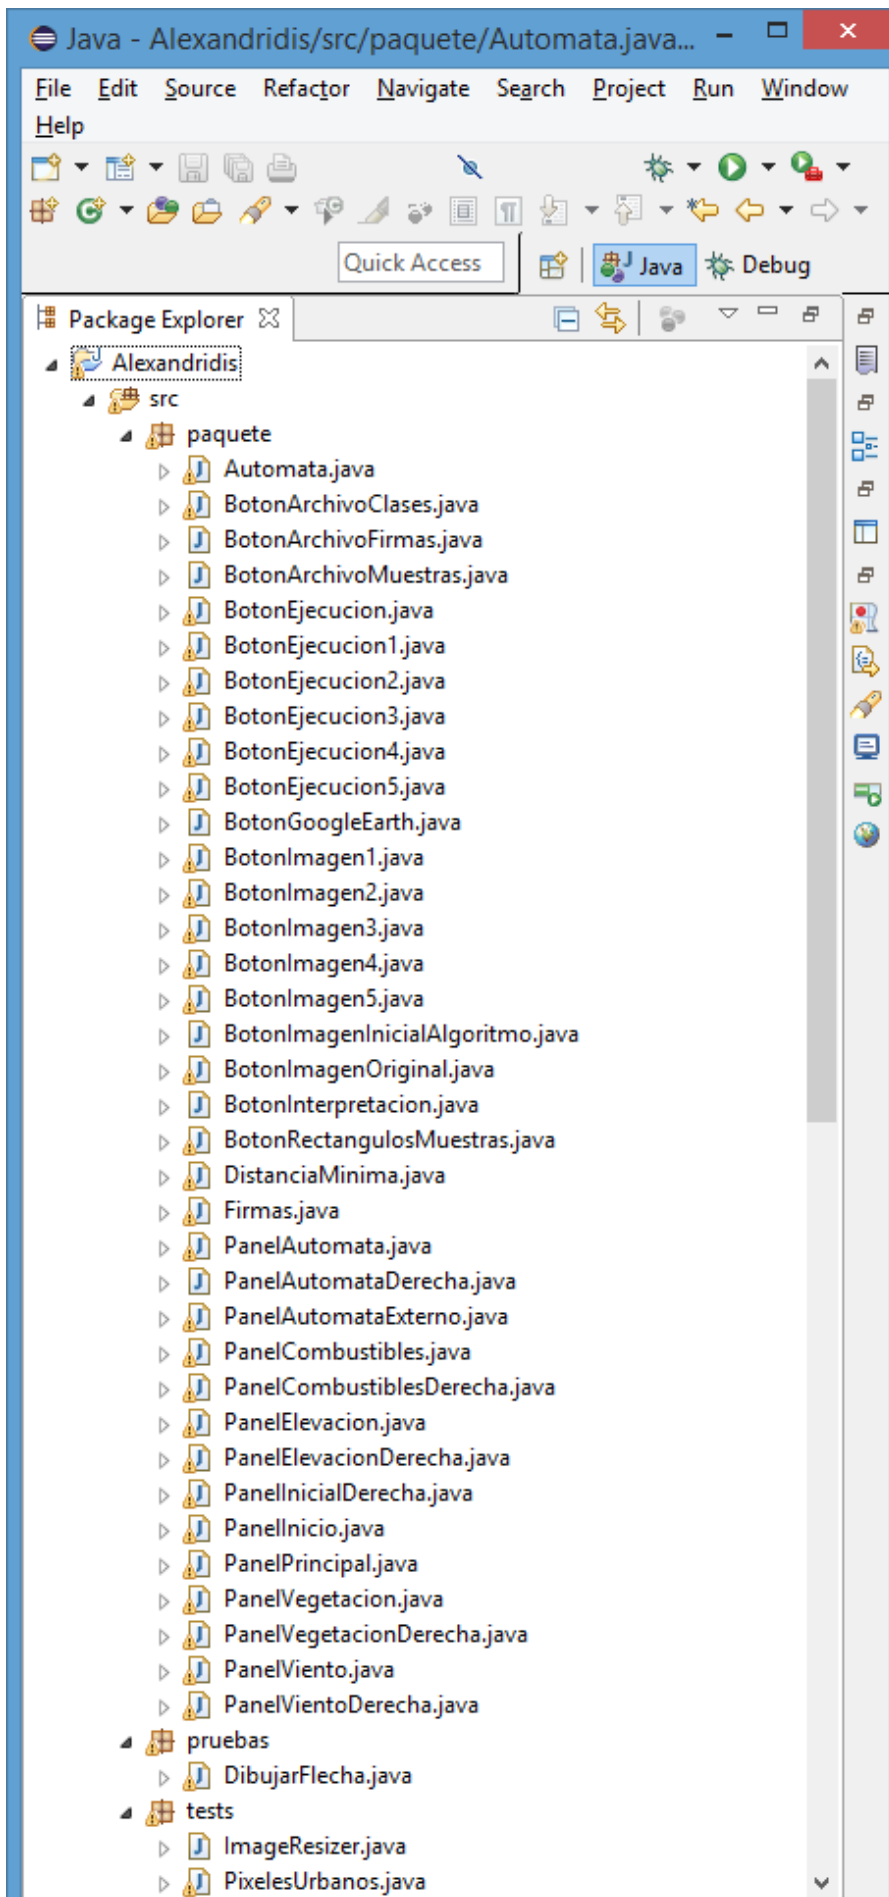 Java - Alexandridis/src/paquete/Automata.java...
File Edit Source Refactor Navigate Search Project Run Window
Help
Quick Access Java Debug
Package Explorer
Alexandridis
src
paquete
Automata.java
BotonArchivoClases.java
BotonArchivoFirmas.java
BotonArchivoMuestras.java
BotonEjecucion.java
BotonEjecucion1.java
BotonEjecucion2.java
BotonEjecucion3.java
BotonEjecucion4.java
BotonEjecucion5.java
BotonGoogleEarth.java
BotonImagen1.java
BotonImagen2.java
BotonImagen3.java
BotonImagen4.java
BotonImagen5.java
BotonImagenInicialAlgoritmo.java
BotonImagenOriginal.java
BotonInterpretacion.java
BotonRectangulosMuestras.java
DistanciaMinima.java
Firmas.java
PanelAutomata.java
PanelAutomataDerecha.java
PanelAutomataExterno.java
PanelCombustibles.java
PanelCombustiblesDerecha.java
PanelElevacion.java
PanelElevacionDerecha.java
PanelInicialDerecha.java
PanelInicio.java
PanelPrincipal.java
PanelVegetacion.java
PanelVegetacionDerecha.java
PanelViento.java
PanelVientoDerecha.java
pruebas
DibujarFlecha.java
tests
ImageResizer.java
PixelesUrbanos.java